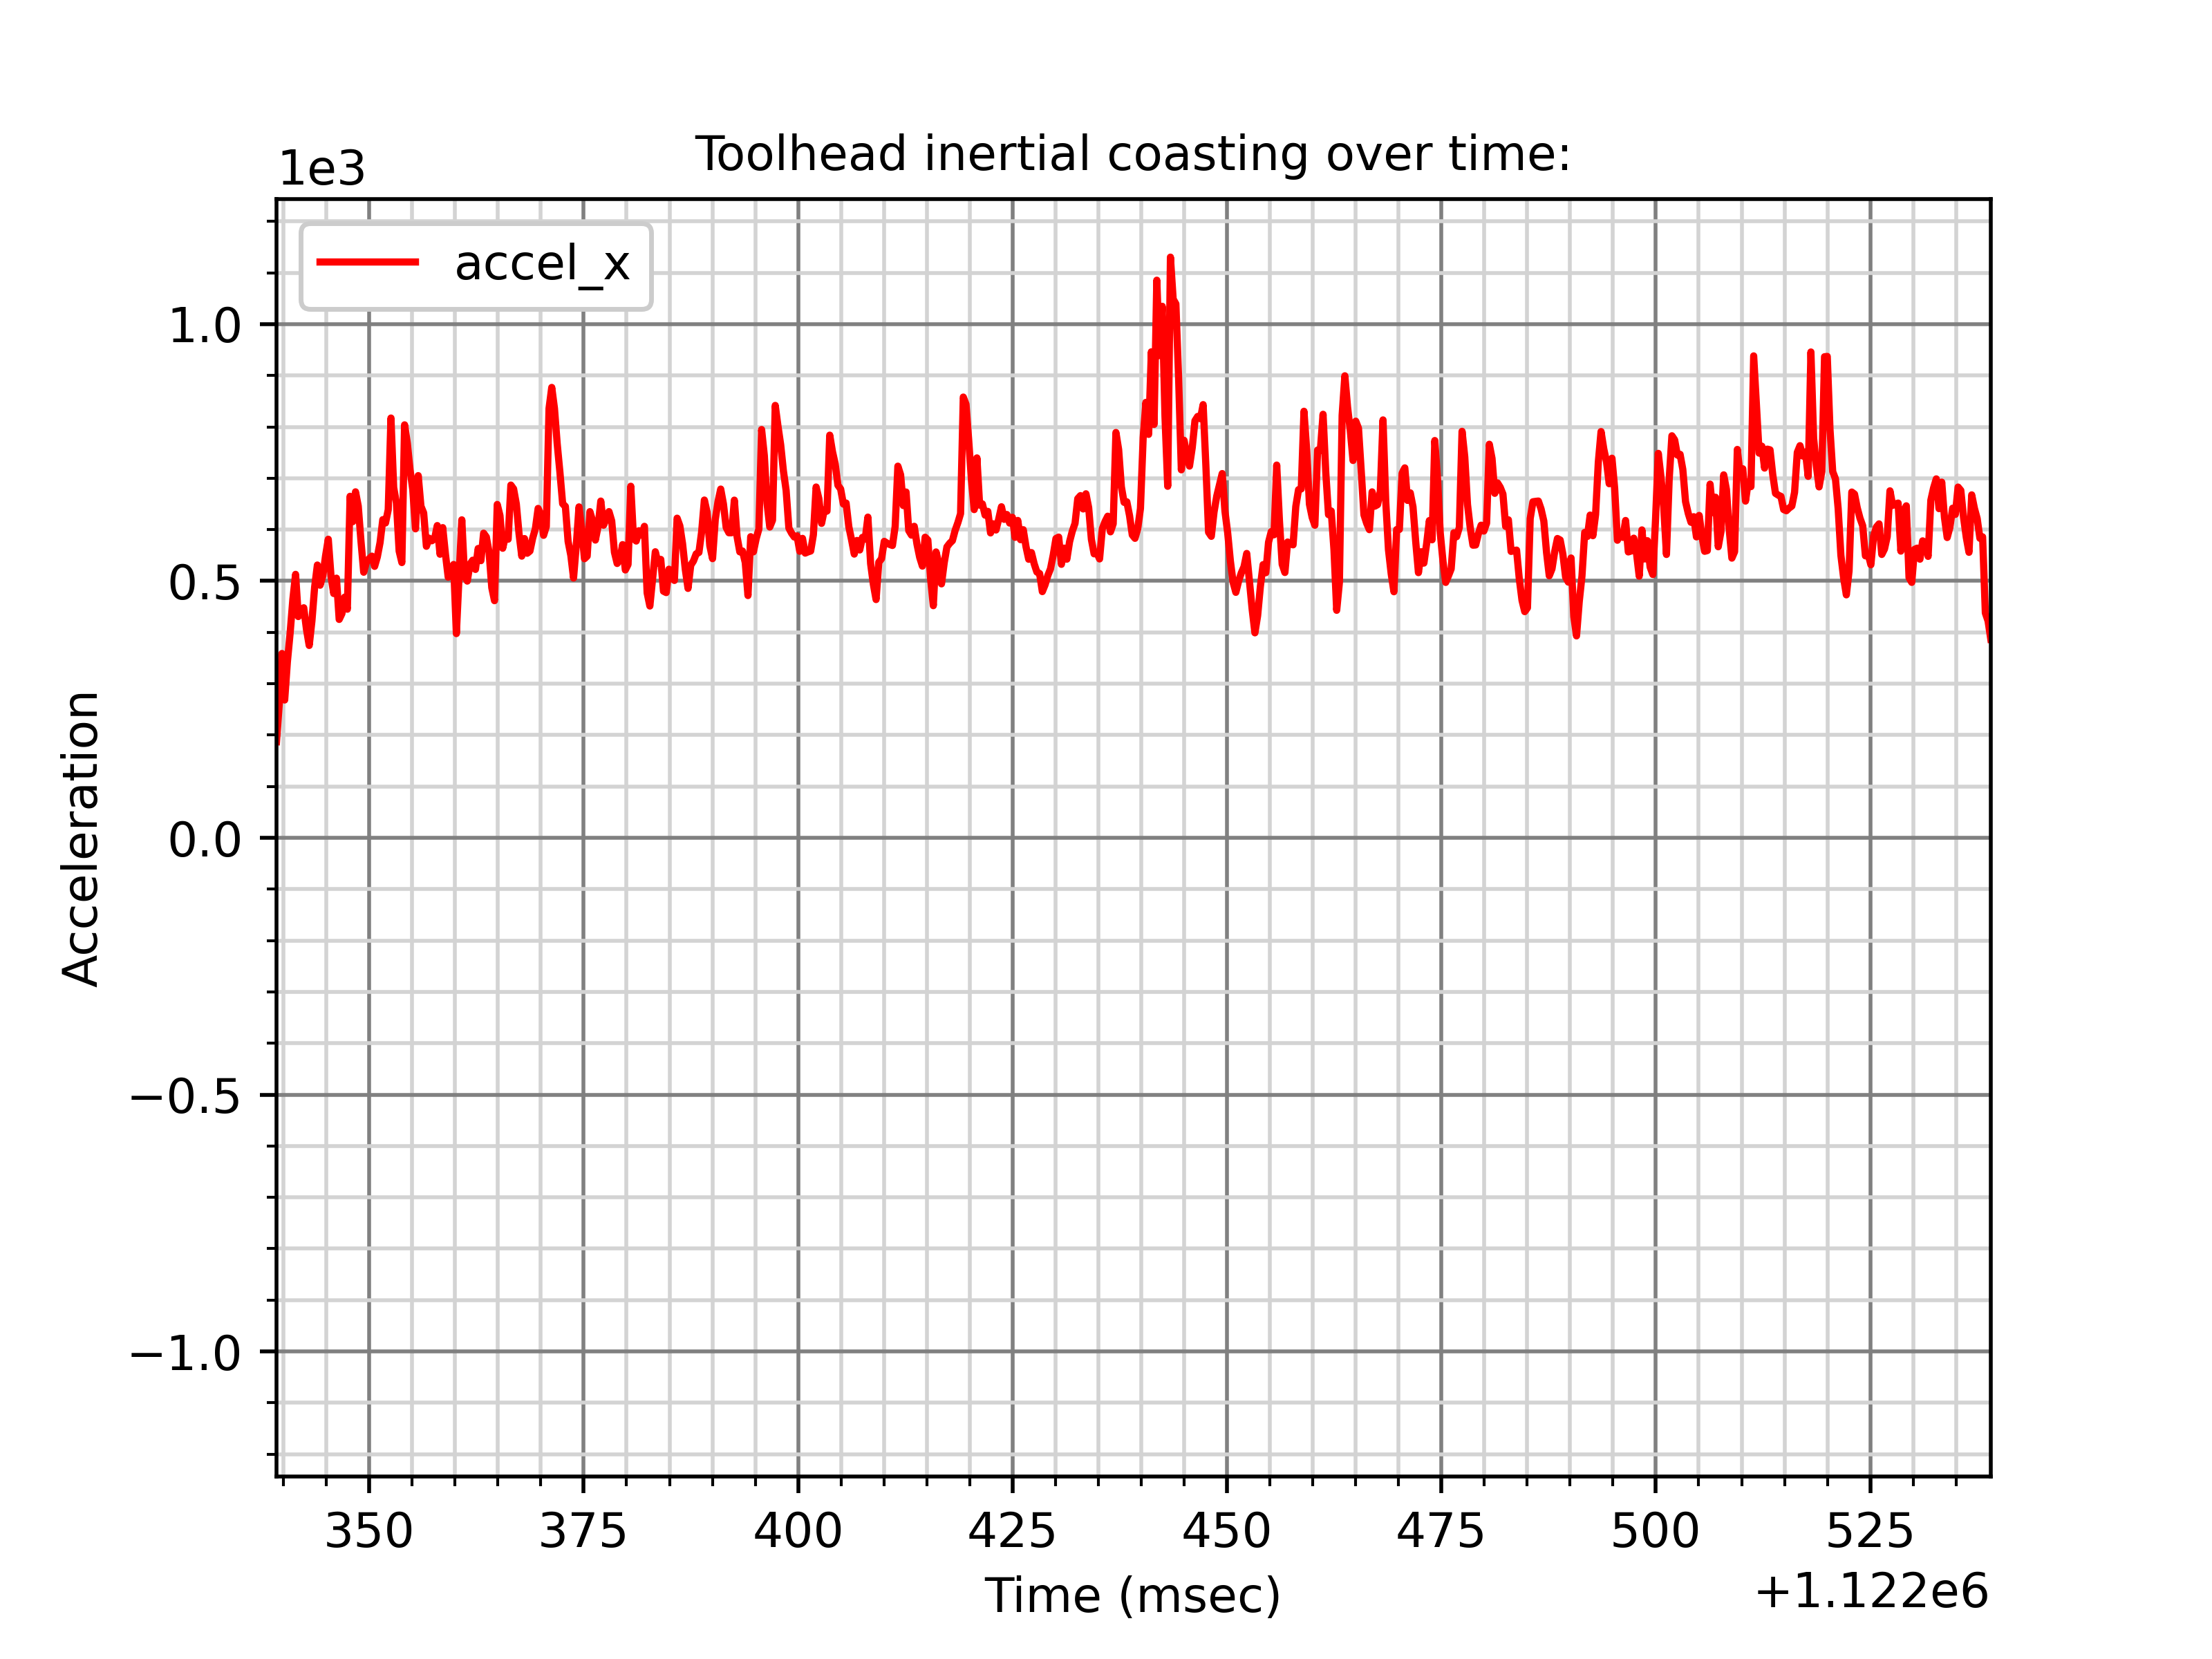 Toolhead inertial coasting over time:
1e3
accel_x
1.0
0.5
0.0
−0.5
−1.0
Acceleration
350 375 400 425 450 475 500 525
Time (msec)
+1.122e6